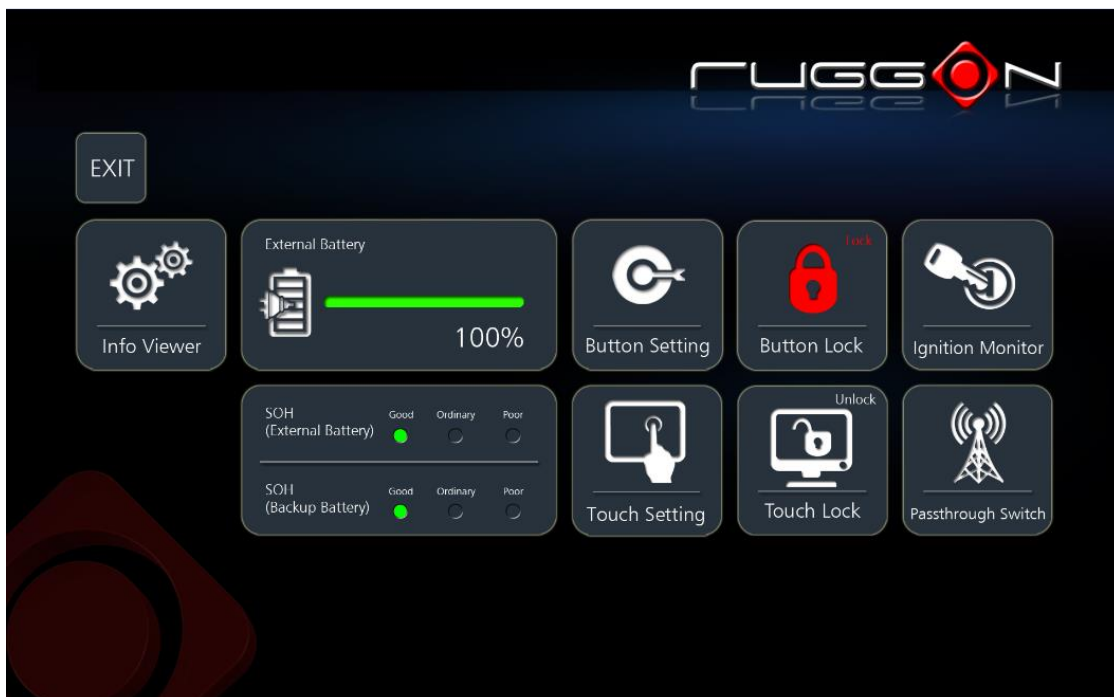 RUGGON
EXIT
Info Viewer
External Battery
100%
Button Setting
Lock
Button Lock
Ignition Monitor
SOH
(External Battery)
Good Ordinary Poor
SOH
(Backup Battery)
Good Ordinary Poor
Touch Setting
Unlock
Touch Lock
Passthrough Switch